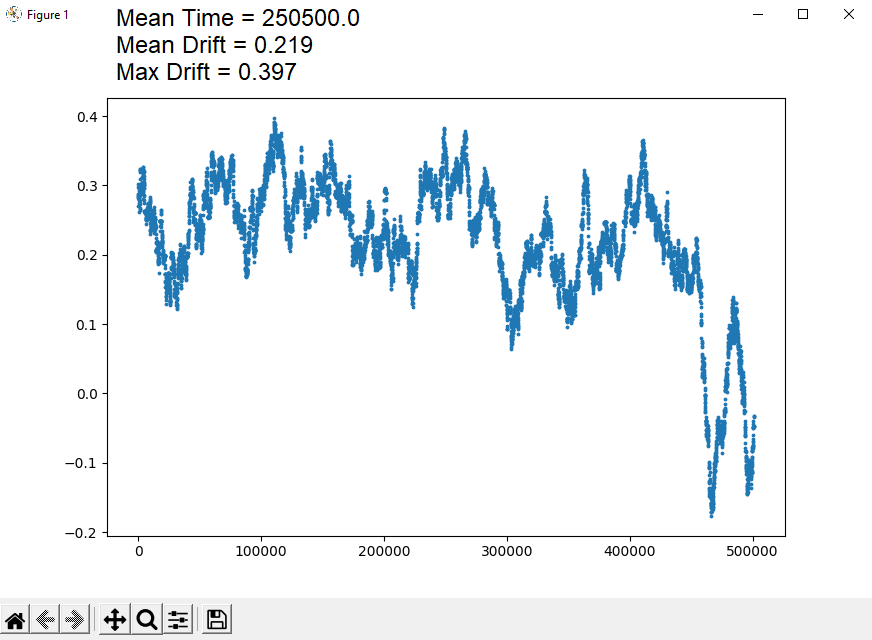 Figure 1
Mean Time = 250500.0
Mean Drift = 0.219
Max Drift = 0.397
0.4
0.3
0.2
0.1
0.0
−0.1
−0.2
0 100000 200000 300000 400000 500000